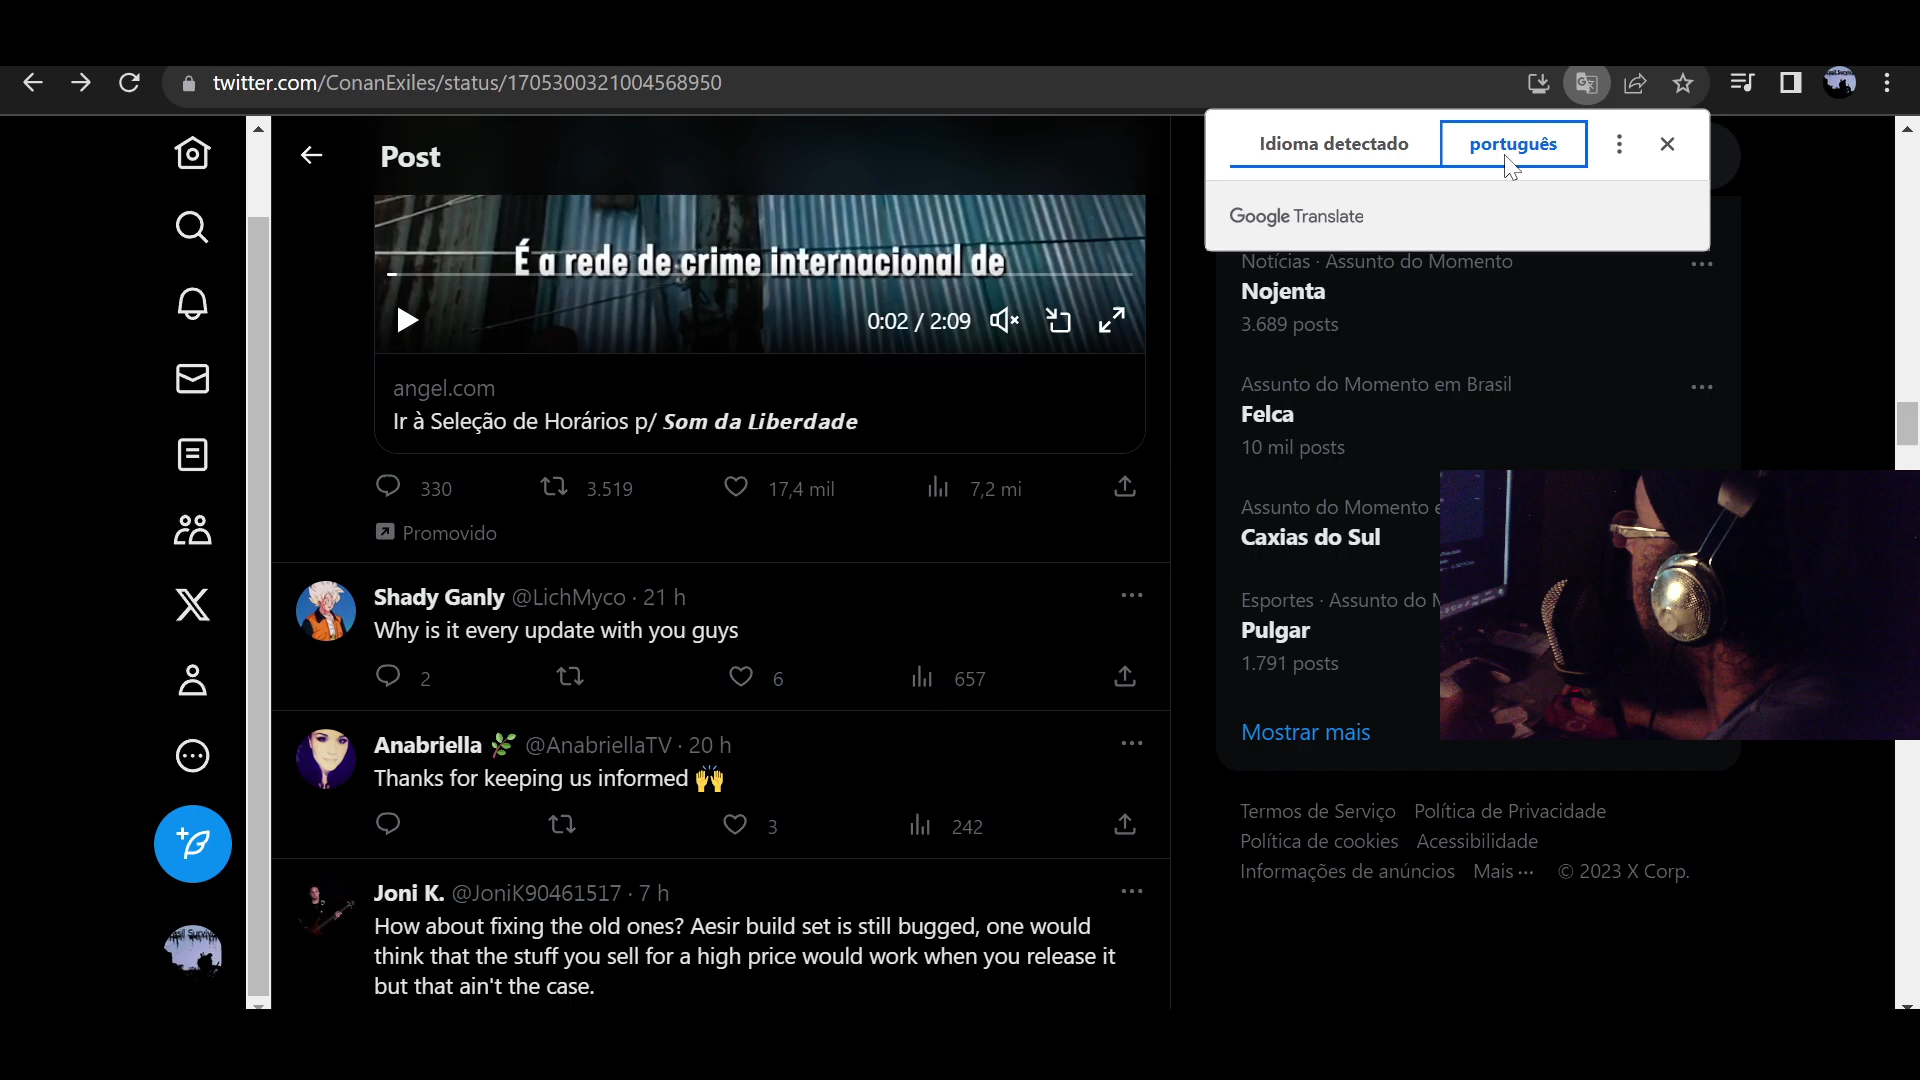 twitter.com/ConanExiles/status/1705300321004568950
Idioma detectado
português
Google Translate
Post
É a rede de crime internacional de
0:02 / 2:09
angel.com
Ir à Seleção de Horários p/ Som da Liberdade
330
3.519
17,4 mil
7,2 mi
Promovido
Shady Ganly @LichMyco · 21 h
Why is it every update with you guys
2
6
657
Anabriella 🌿 @AnabriellaTV · 20 h
Thanks for keeping us informed 🙌
3
242
Joni K. @JoniK90461517 · 7 h
How about fixing the old ones? Aesir build set is still bugged, one would
think that the stuff you sell for a high price would work when you release it
but that ain't the case.
Notícias · Assunto do Momento
Nojenta
3.689 posts
Assunto do Momento em Brasil
Felca
10 mil posts
Assunto do Momento e
Caxias do Sul
Esportes · Assunto do M
Pulgar
1.791 posts
Mostrar mais
Termos de Serviço Política de Privacidade
Política de cookies Acessibilidade
Informações de anúncios Mais ··· © 2023 X Corp.